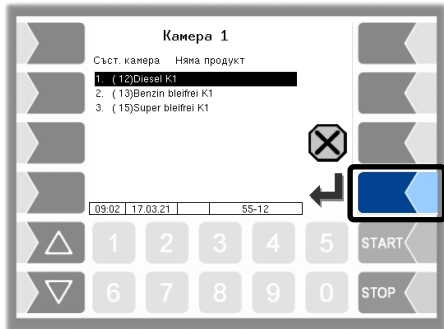 Камера 1
Съст. камера Няма продукт
1. (12)Diesel K1
2. (13)Benzin bleifrei K1
3. (15)Super bleifrei K1
09:02 17.03.21 55-12
1 2 3 4 5 START
6 7 8 9 0 STOP